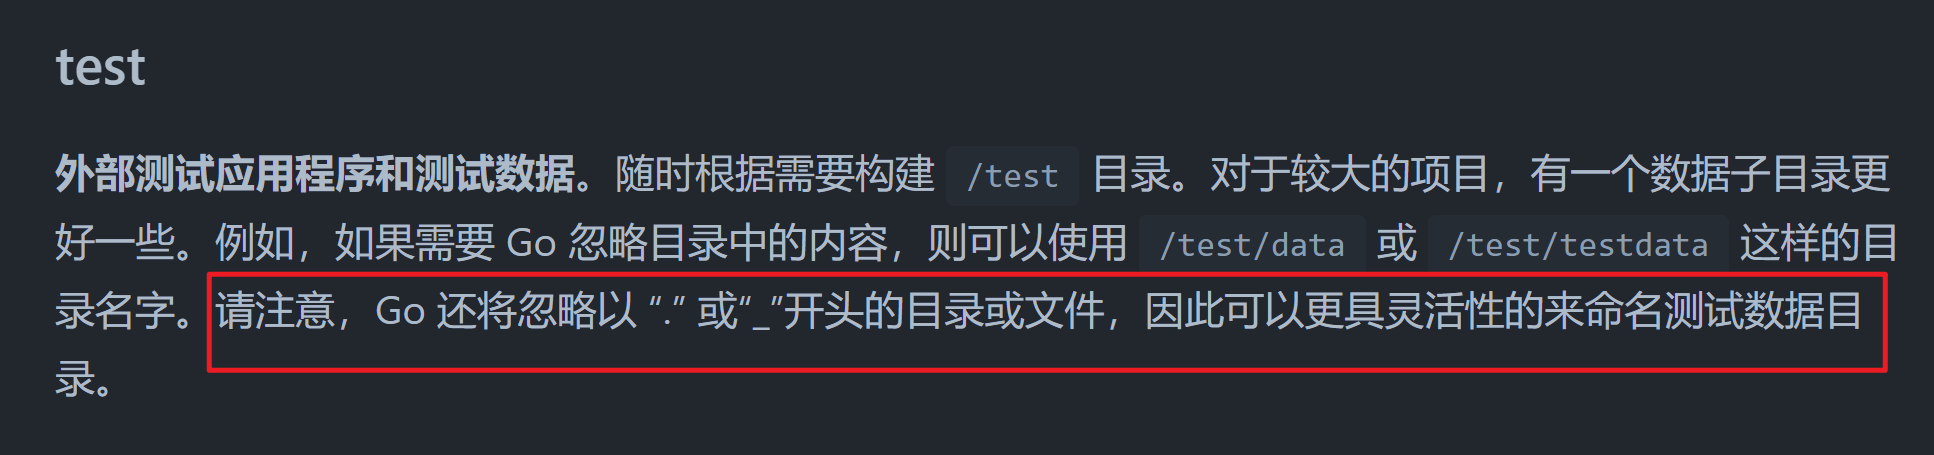 test
外部测试应用程序和测试数据。随时根据需要构建 /test 目录。对于较大的项目，有一个数据子目录更
好一些。例如，如果需要 Go 忽略目录中的内容，则可以使用 /test/data 或 /test/testdata 这样的目
录名字。请注意，Go 还将忽略以 “.” 或“_”开头的目录或文件，因此可以更具灵活性的来命名测试数据目
录。